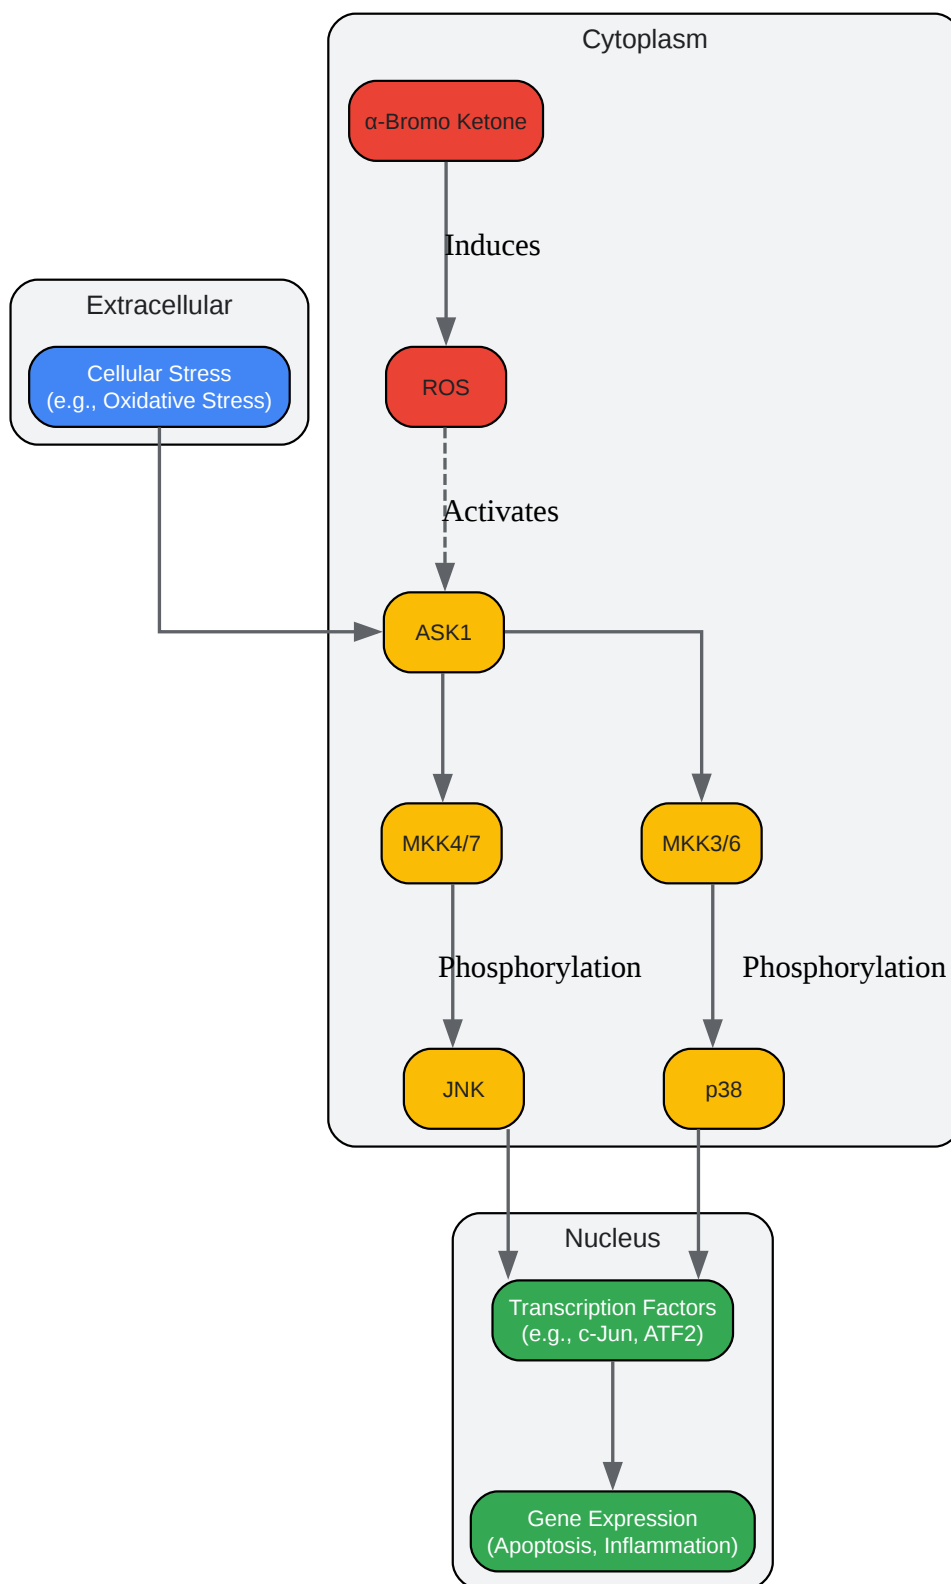 Cytoplasm
α-Bromo Ketone
Induces
Extracellular
Cellular Stress
(e.g., Oxidative Stress)
ROS
Activates
ASK1
MKK4/7
MKK3/6
Phosphorylation
Phosphorylation
JNK
p38
Nucleus
Transcription Factors
(e.g., c-Jun, ATF2)
Gene Expression
(Apoptosis, Inflammation)